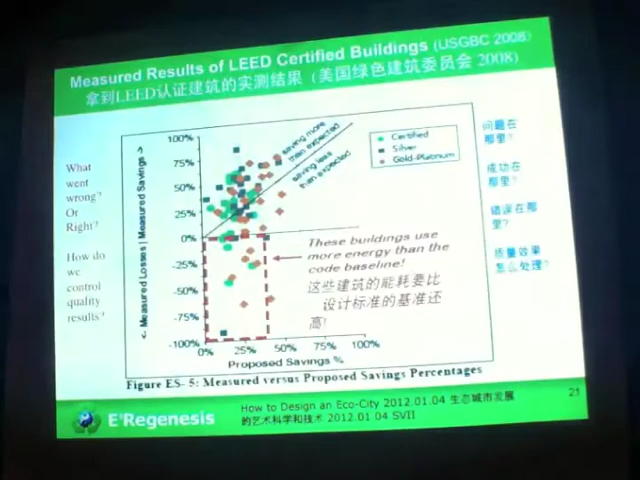 Measured Results of LEED Certified Buildings (USGBC 2008)
拿到LEED认证建筑的实测结果（美国绿色建筑委员会 2008)
What
went
wrong?
Or
Right?
How do
we
control
quality
results?
<- Measured Losses | Measured Savings ->
100%
75%
50%
25%
0%
-25%
-50%
-75%
-100%
saving more
than expected
saving less
than expected
Certified
Silver
Gold-Platinum
These buildings use
more energy than the
code baseline!
这些建筑的能耗要比
设计标准的基准还
高!
0%
25%
50%
75%
100%
Proposed Savings %
Figure ES- 5: Measured versus Proposed Savings Percentages
问题在
那里?
成功在
那里?
错误在那
里?
质量效果
怎么处理?
E'Regenesis
How to Design an Eco-City 2012.01.04 生态城市发展
的艺术科学和技术 2012.01.04 SVII
21